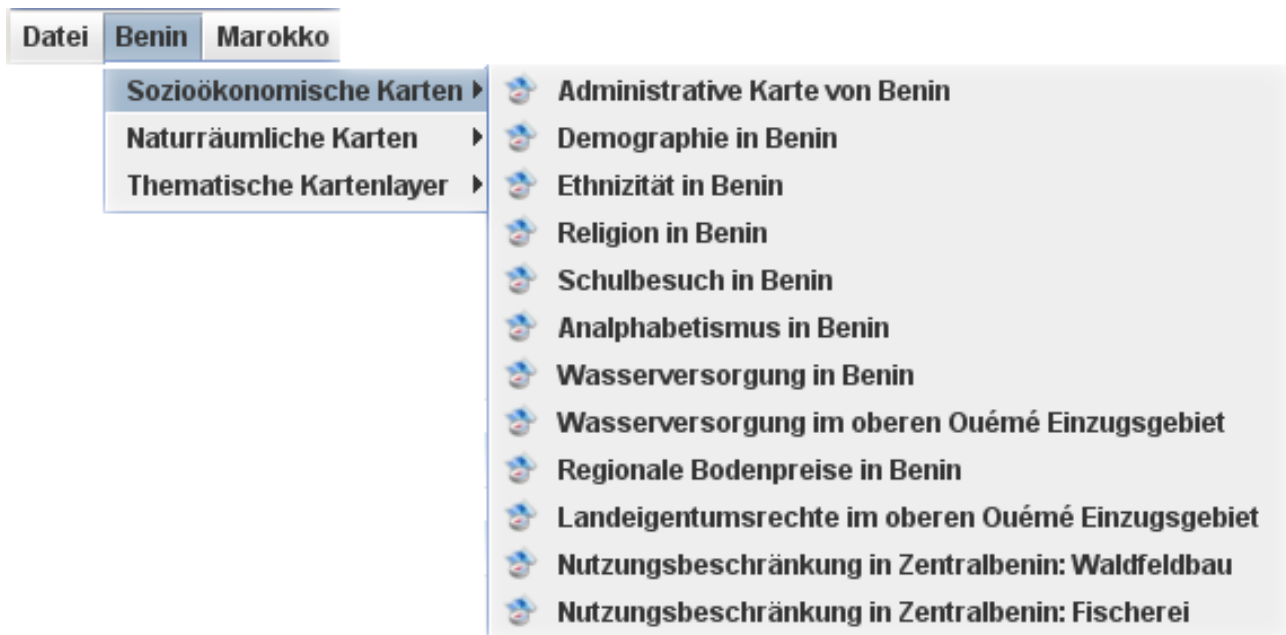 Datei Benin Marokko
Sozioökonomische Karten
Naturräumliche Karten
Thematische Kartenlayer
Administrative Karte von Benin
Demographie in Benin
Ethnizität in Benin
Religion in Benin
Schulbesuch in Benin
Analphabetismus in Benin
Wasserversorgung in Benin
Wasserversorgung im oberen Ouémé Einzugsgebiet
Regionale Bodenpreise in Benin
Landeigentumsrechte im oberen Ouémé Einzugsgebiet
Nutzungsbeschränkung in Zentralbenin: Waldfeldbau
Nutzungsbeschränkung in Zentralbenin: Fischerei